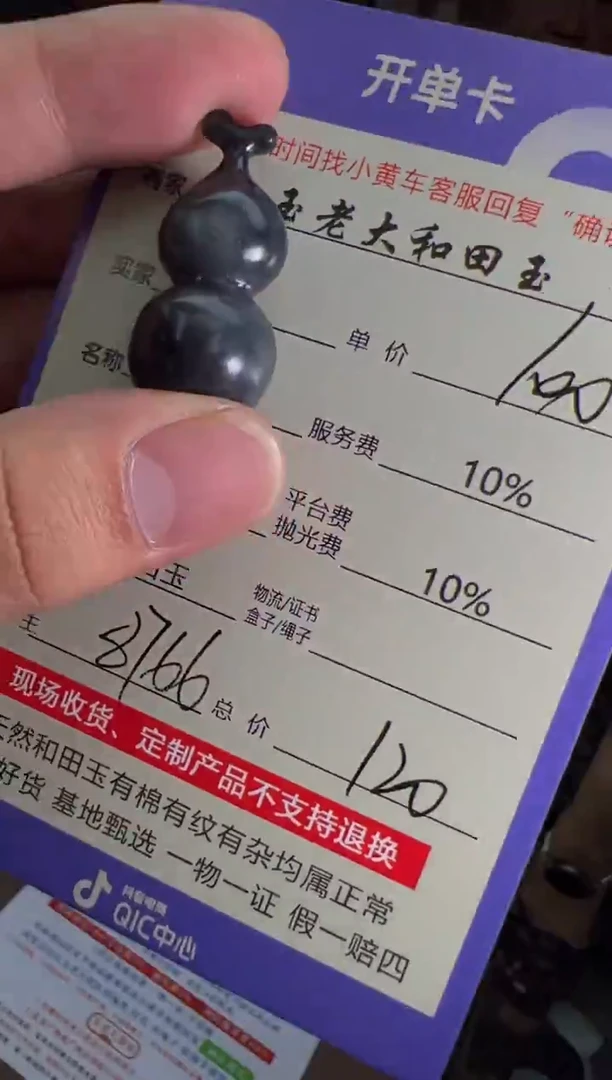 开单卡
时间找小黄车客服回复 “确
玉老大和田玉
买家
单价 100
名称
服务费 10%
平台费
抛光费 10%
田玉
物流/证书
盒子/绳子
8766 总价 120
现场收货、定制产品不支持退换
天然和田玉有棉有纹有杂均属正常
好货 基地甄选 一物一证 假一赔四
抖音电商
QIC中心